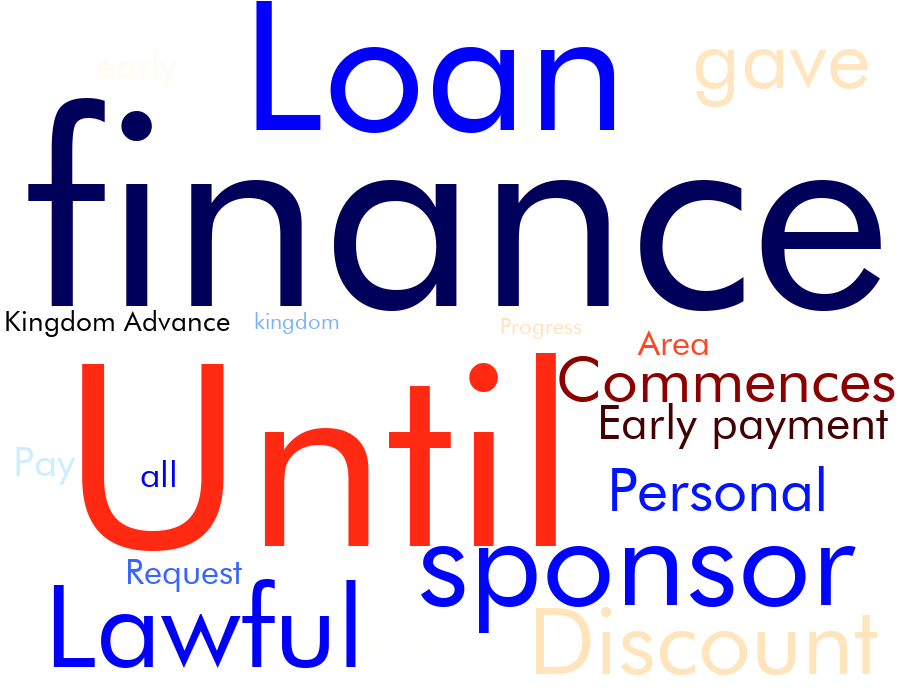 Loan
gave
early
finance
Kingdom Advance
kingdom
Progress
Area
Until
Commences
Early payment
Pay
all
Personal
sponsor
Request
Lawful
Discount